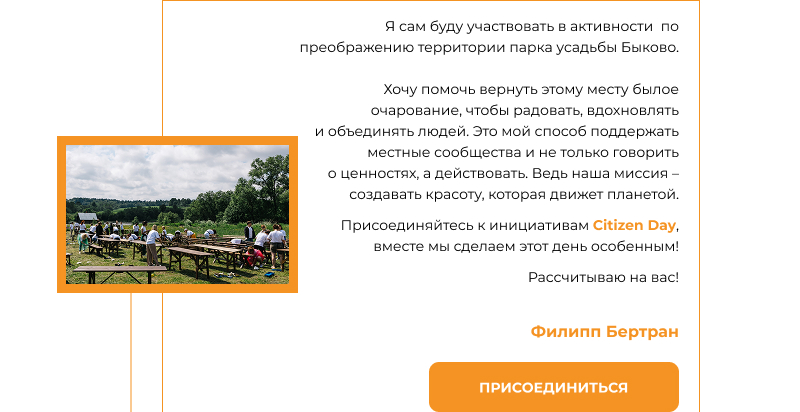 Я сам буду участвовать в активности по
преображению территории парка усадьбы Быково.
Хочу помочь вернуть этому месту былое
очарование, чтобы радовать, вдохновлять
и объединять людей. Это мой способ поддержать
местные сообщества и не только говорить
о ценностях, а действовать. Ведь наша миссия –
создавать красоту, которая движет планетой.
Присоединяйтесь к инициативам Citizen Day,
вместе мы сделаем этот день особенным!
Рассчитываю на вас!
Филипп Бертран
ПРИСОЕДИНИТЬСЯ